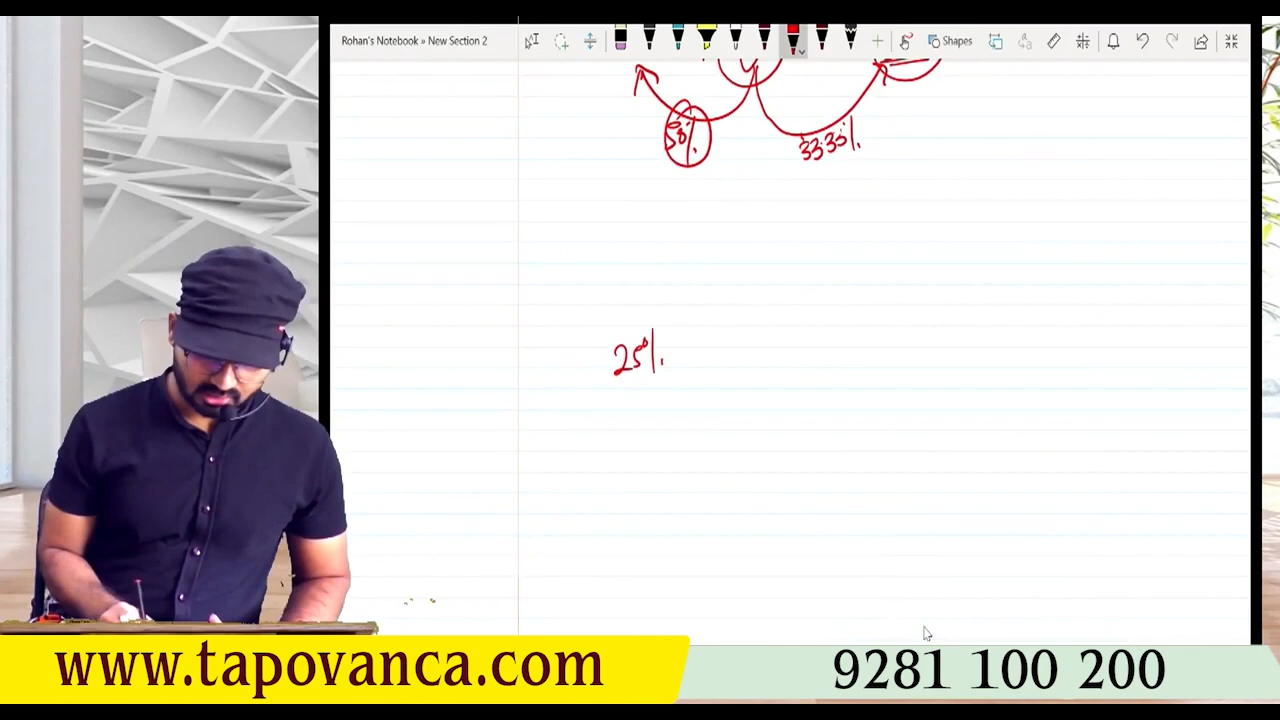 Rohan's Notebook » New Section 2
Shapes
50%
33.33%
25%
www.tapovanca.com
9281 100 200